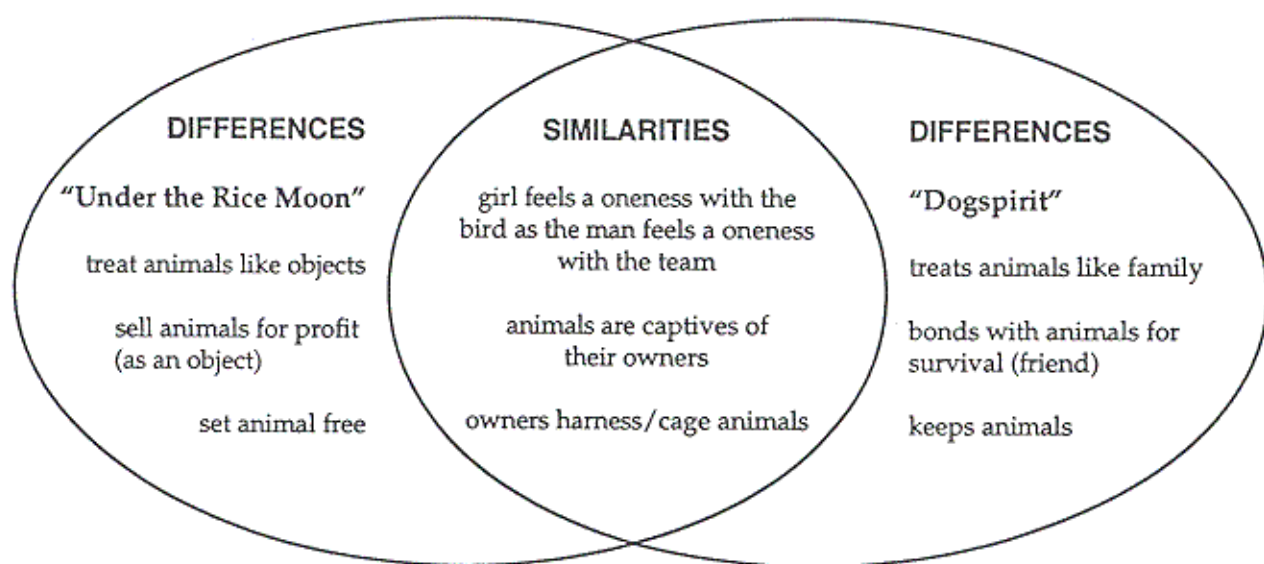 DIFFERENCES
"Under the Rice Moon"
treat animals like objects
sell animals for profit
(as an object)
set animal free
SIMILARITIES
girl feels a oneness with the
bird as the man feels a oneness
with the team
animals are captives of
their owners
owners harness/cage animals
DIFFERENCES
"Dogspirit"
treats animals like family
bonds with animals for
survival (friend)
keeps animals